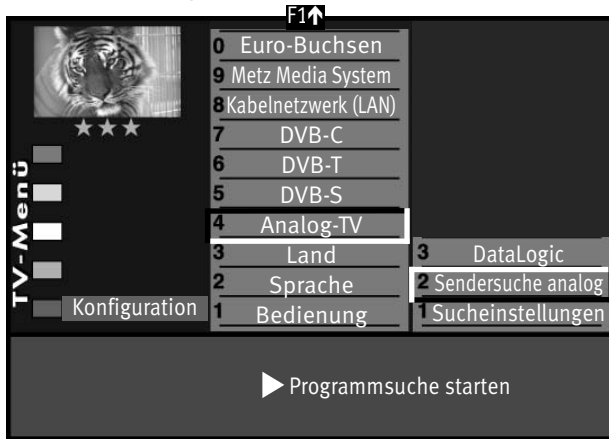 F1↑
0 Euro-Buchsen
9 Metz Media System
8 Kabelnetzwerk (LAN)
7 DVB-C
6 DVB-T
5 DVB-S
4 Analog-TV
3 Land
2 Sprache
1 Bedienung
3 DataLogic
2 Sendersuche analog
1 Sucheinstellungen
TV-Menü
Konfiguration
Programmsuche starten